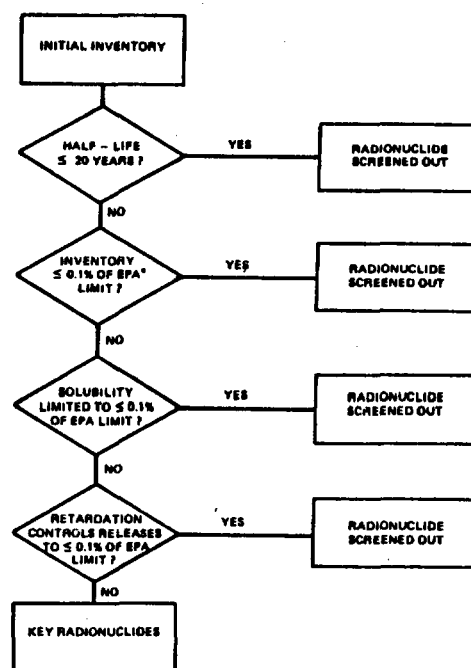 INITIAL INVENTORY
HALF - LIFE
≤ 20 YEARS ?
YES
RADIONUCLIDE
SCREENED OUT
NO
INVENTORY
≤ 0.1% OF EPA*
LIMIT ?
YES
RADIONUCLIDE
SCREENED OUT
NO
SOLUBILITY
LIMITED TO ≤ 0.1%
OF EPA LIMIT ?
YES
RADIONUCLIDE
SCREENED OUT
NO
RETARDATION
CONTROLS RELEASES
TO ≤ 0.1% OF EPA
LIMIT ?
YES
RADIONUCLIDE
SCREENED OUT
NO
KEY RADIONUCLIDES